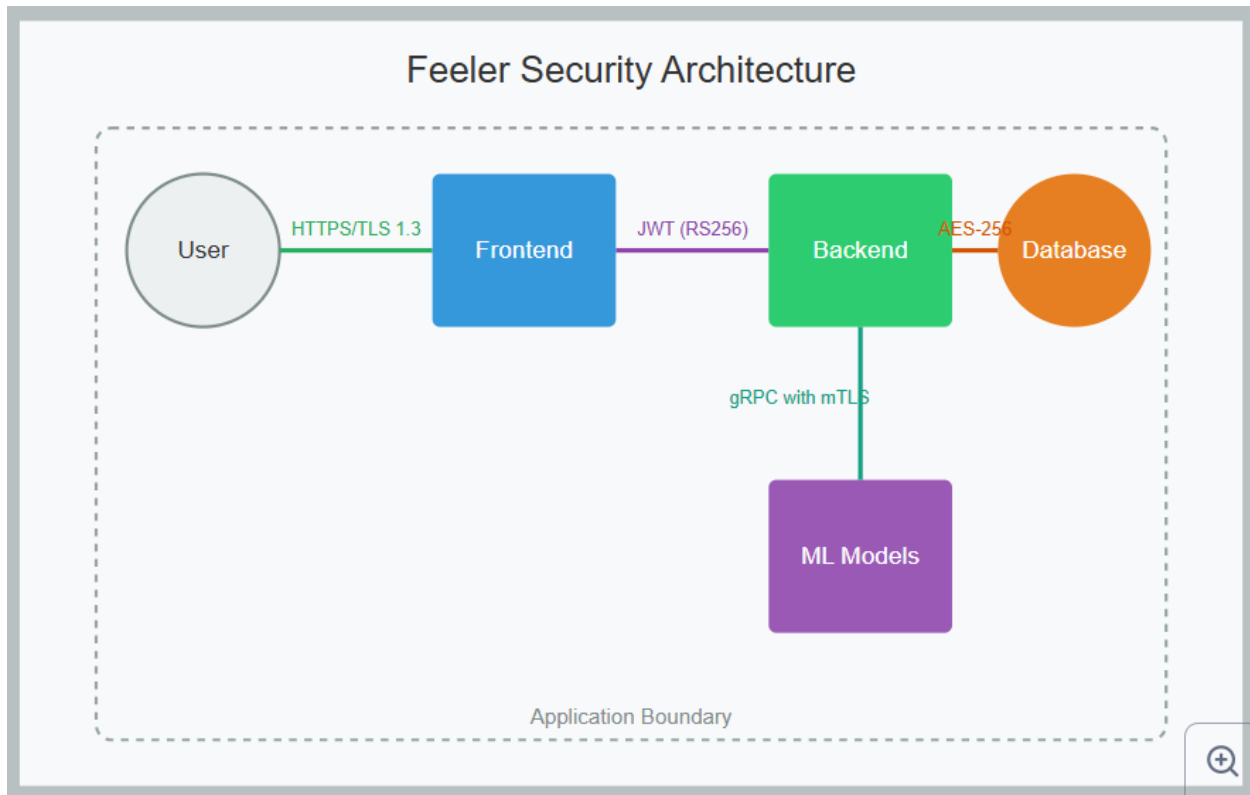 Feeler Security Architecture
User
HTTPS/TLS 1.3
Frontend
JWT (RS256)
Backend
AES-256
Database
gRPC with mTLS
ML Models
Application Boundary